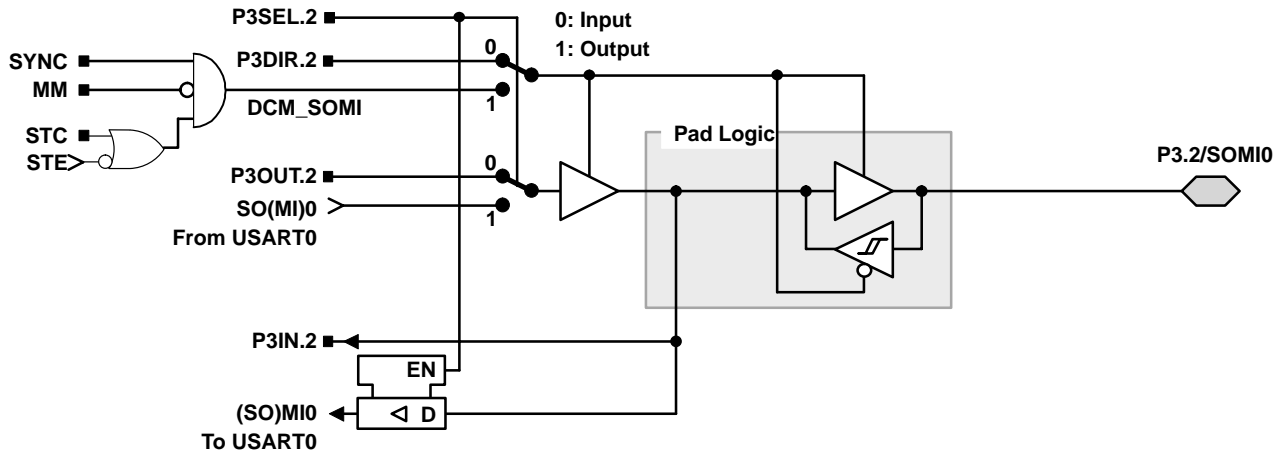 P3SEL.2
0: Input
1: Output
P3DIR.2
0
SYNC
MM
DCM_SOMI
1
STC
STE
Pad Logic
P3.2/SOMI0
P3OUT.2
0
SO(MI)0
1
From USART0
P3IN.2
EN
(SO)MI0
D
To USART0